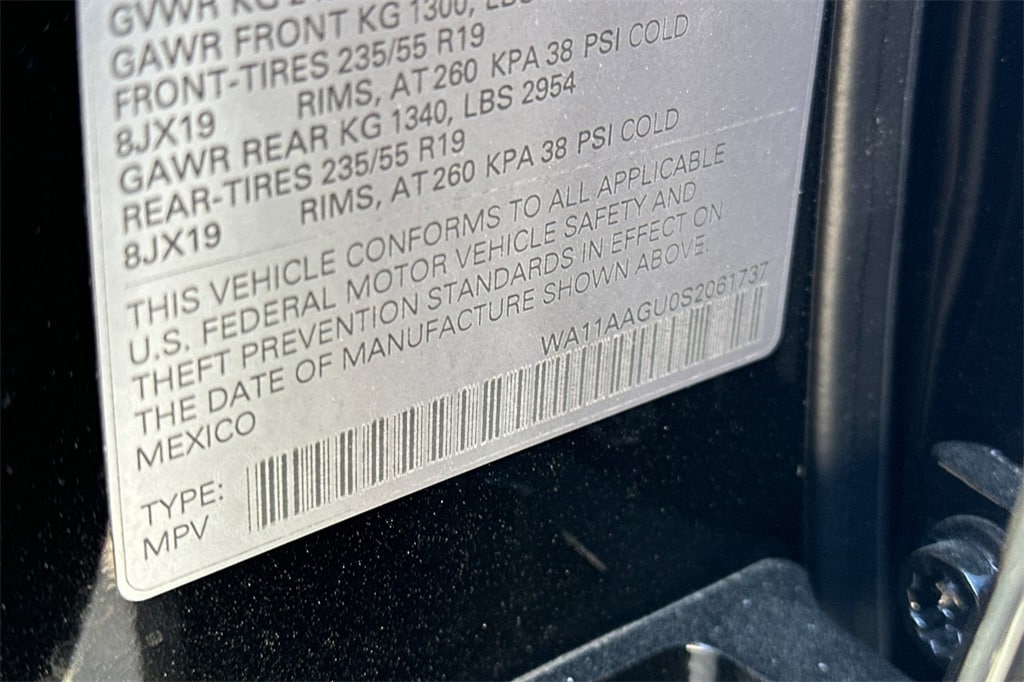 GVWR KG
GAWR FRONT KG 1300, LBS
FRONT-TIRES 235/55 R19
8JX19 RIMS, AT 260 KPA 38 PSI COLD
GAWR REAR KG 1340, LBS 2954
REAR-TIRES 235/55 R19
8JX19 RIMS, AT 260 KPA 38 PSI COLD
THIS VEHICLE CONFORMS TO ALL APPLICABLE
U.S. FEDERAL MOTOR VEHICLE SAFETY AND
THEFT PREVENTION STANDARDS IN EFFECT ON
THE DATE OF MANUFACTURE SHOWN ABOVE.
MEXICO WA11AAGU0S2061737
TYPE:
MPV